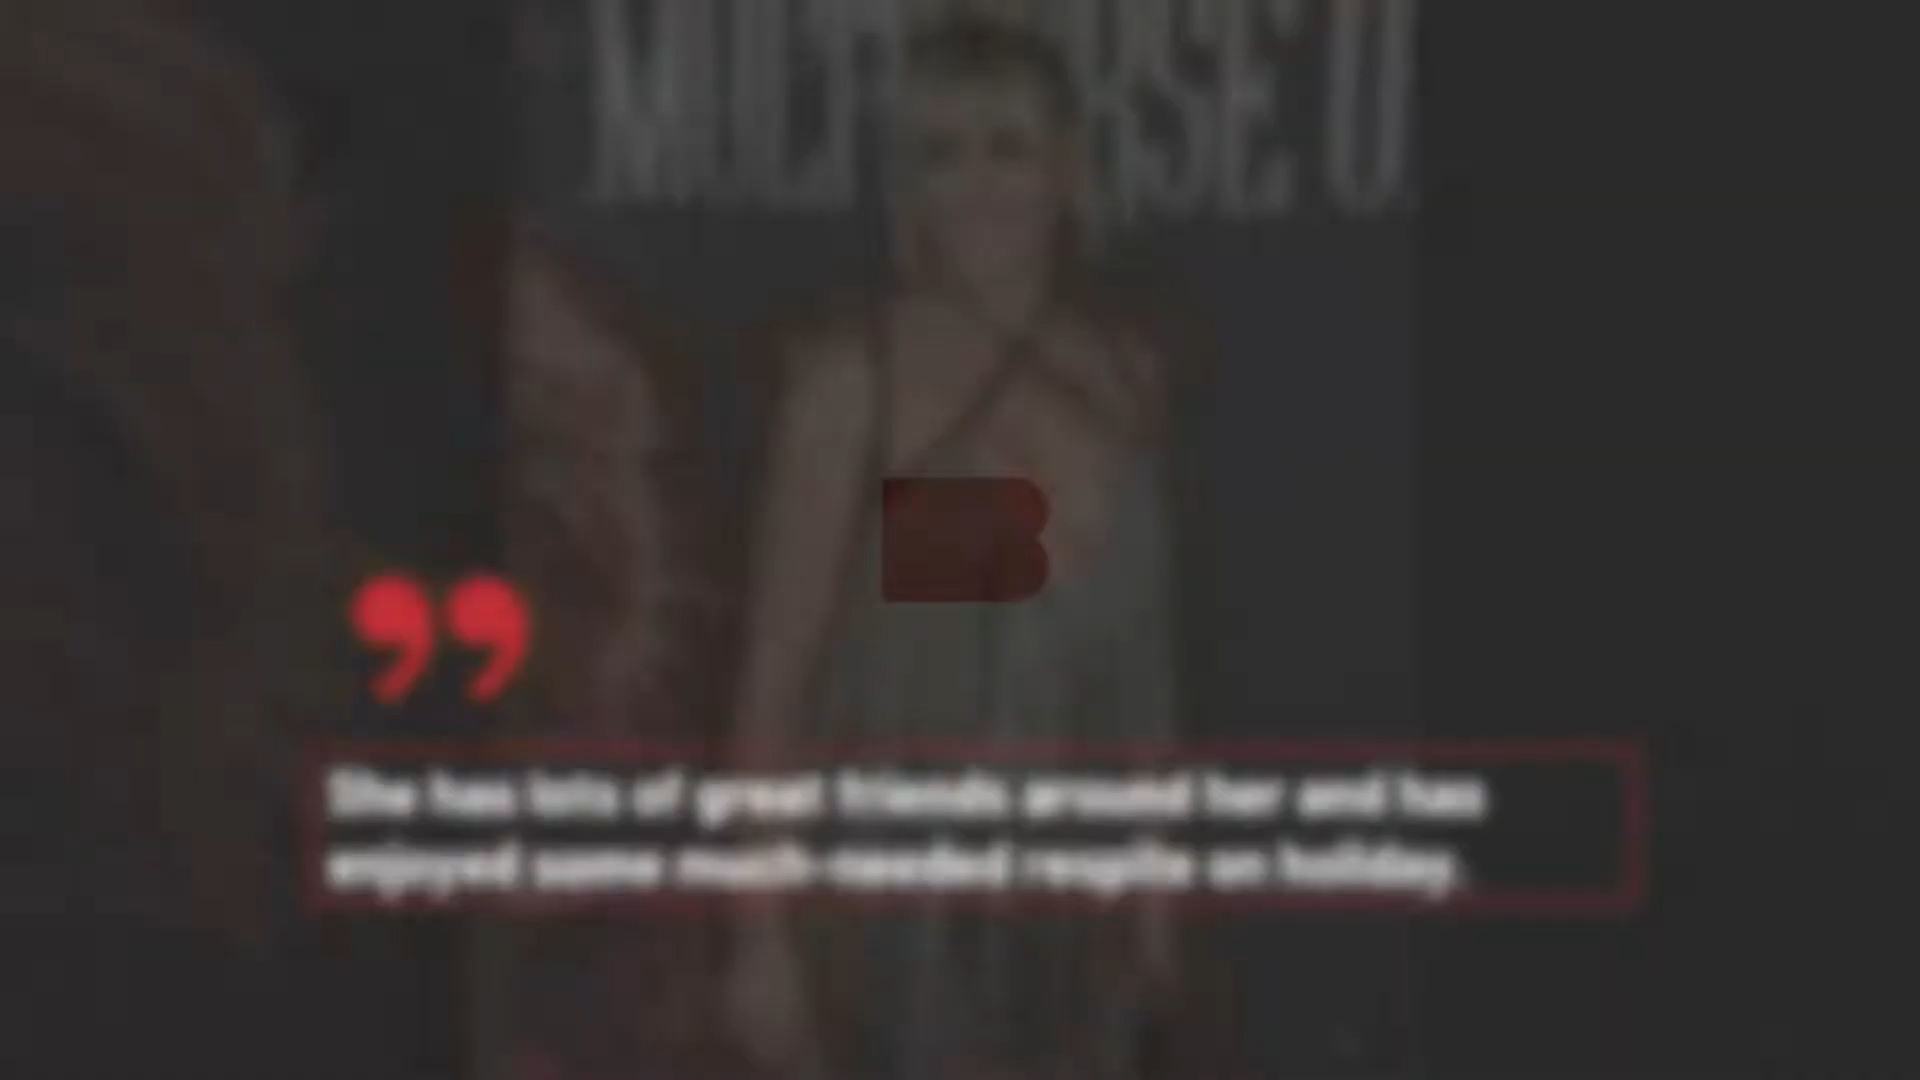 She has lots of great friends around her and has
enjoyed some much-needed respite on holiday.